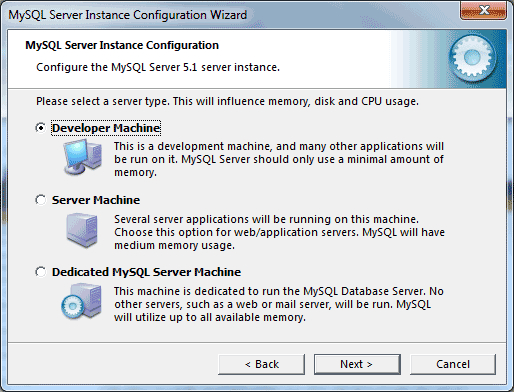 MySQL Server Instance Configuration Wizard
MySQL Server Instance Configuration
Configure the MySQL Server 5.1 server instance.
Please select a server type. This will influence memory, disk and CPU usage.
Developer Machine
This is a development machine, and many other applications will
be run on it. MySQL Server should only use a minimal amount of
memory.
Server Machine
Several server applications will be running on this machine.
Choose this option for web/application servers. MySQL will have
medium memory usage.
Dedicated MySQL Server Machine
This machine is dedicated to run the MySQL Database Server. No
other servers, such as a web or mail server, will be run. MySQL
will utilize up to all available memory.
< Back
Next >
Cancel